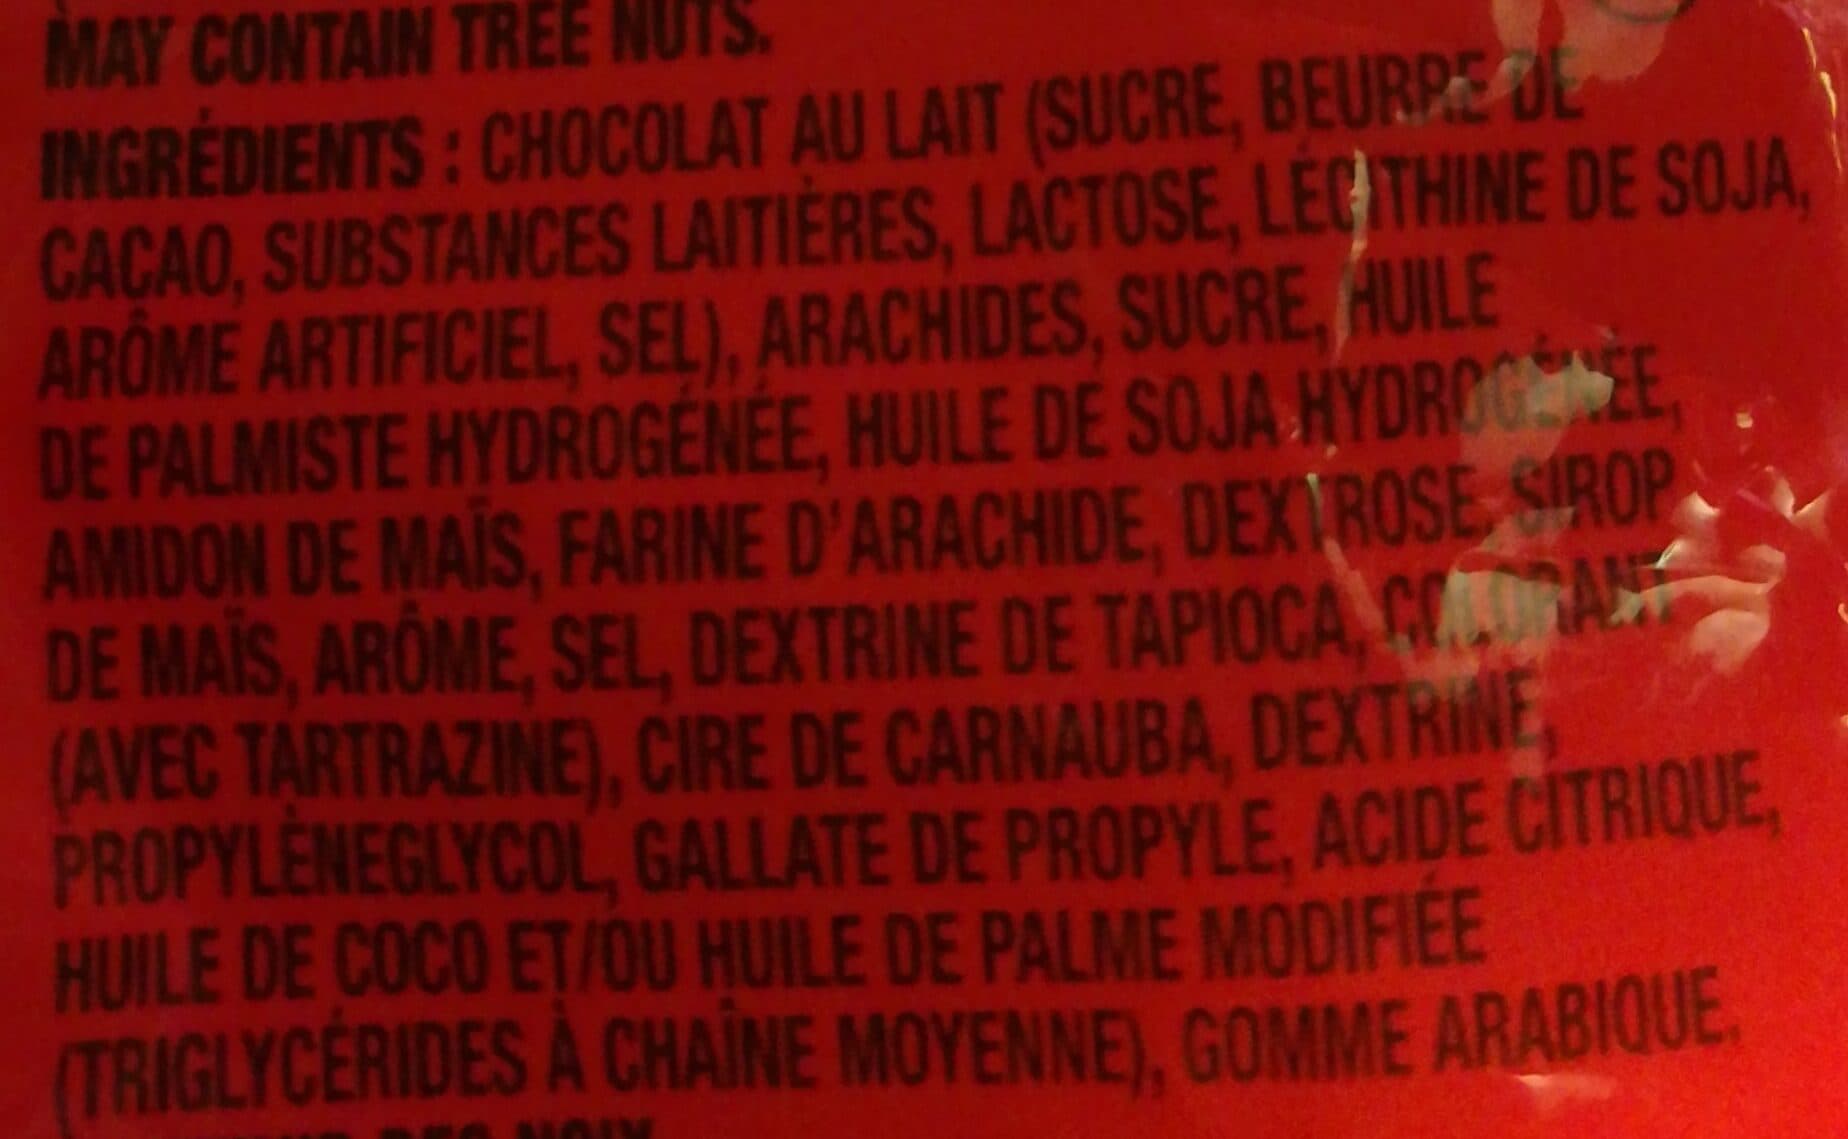 MAY CONTAIN TREE NUTS.
INGRÉDIENTS : CHOCOLAT AU LAIT (SUCRE, BEURRE DE
CACAO, SUBSTANCES LAITIÈRES, LACTOSE, LÉCITHINE DE SOJA,
ARÔME ARTIFICIEL, SEL), ARACHIDES, SUCRE, HUILE
DE PALMISTE HYDROGÉNÉE, HUILE DE SOJA HYDROGÉNÉE,
AMIDON DE MAÏS, FARINE D'ARACHIDE, DEXTROSE, SIROP
DE MAÏS, ARÔME, SEL, DEXTRINE DE TAPIOCA, COLORANT
(AVEC TARTRAZINE), CIRE DE CARNAUBA, DEXTRINE,
PROPYLÈNEGLYCOL, GALLATE DE PROPYLE, ACIDE CITRIQUE,
HUILE DE COCO ET/OU HUILE DE PALME MODIFIÉE
(TRIGLYCÉRIDES À CHAÎNE MOYENNE), GOMME ARABIQUE.
DES NOIX